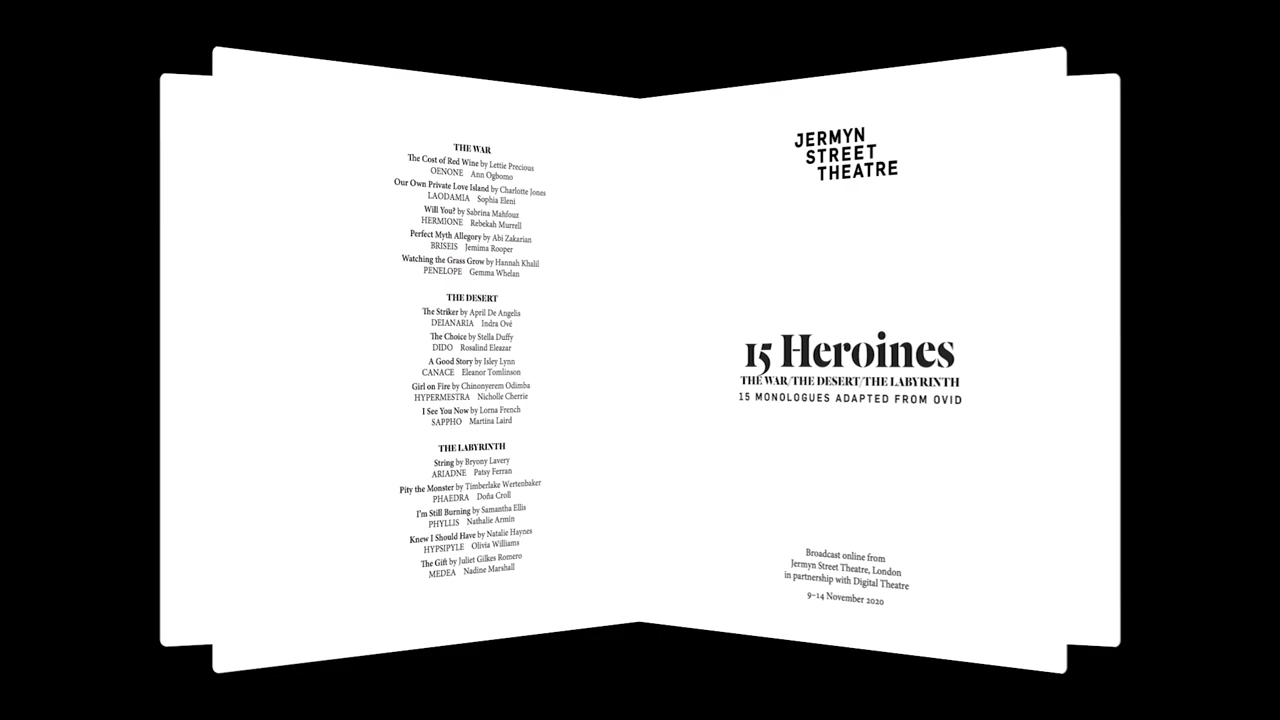 THE WAR
The Cost of Red Wine by Lettie Precious
OENONE Ann Ogbomo
Our Own Private Love Island by Charlotte Jones
LAODAMIA Sophia Eleni
Will You? by Sabrina Mahfouz
HERMIONE Rebekah Murrell
Perfect Myth Allegory by Abi Zakarian
BRISEIS Jemima Rooper
Watching the Grass Grow by Hannah Khalil
PENELOPE Gemma Whelan
THE DESERT
The Striker by April De Angelis
DEIANARIA Indra Ové
The Choice by Stella Duffy
DIDO Rosalind Eleazar
A Good Story by Isley Lynn
CANACE Eleanor Tomlinson
Girl on Fire by Chinonyerem Odimba
HYPERMESTRA Nicholle Cherrie
I See You Now by Lorna French
SAPPHO Martina Laird
THE LABYRINTH
String by Bryony Lavery
ARIADNE Patsy Ferran
Pity the Monster by Timberlake Wertenbaker
PHAEDRA Doña Croll
I'm Still Burning by Samantha Ellis
PHYLLIS Nathalie Armin
Knew I Should Have by Natalie Haynes
HYPSIPYLE Olivia Williams
The Gift by Juliet Gilkes Romero
MEDEA Nadine Marshall
JERMYN
STREET
THEATRE
15 Heroines
THE WAR/THE DESERT/THE LABYRINTH
15 MONOLOGUES ADAPTED FROM OVID
Broadcast online from
Jermyn Street Theatre, London
in partnership with Digital Theatre
9–14 November 2020